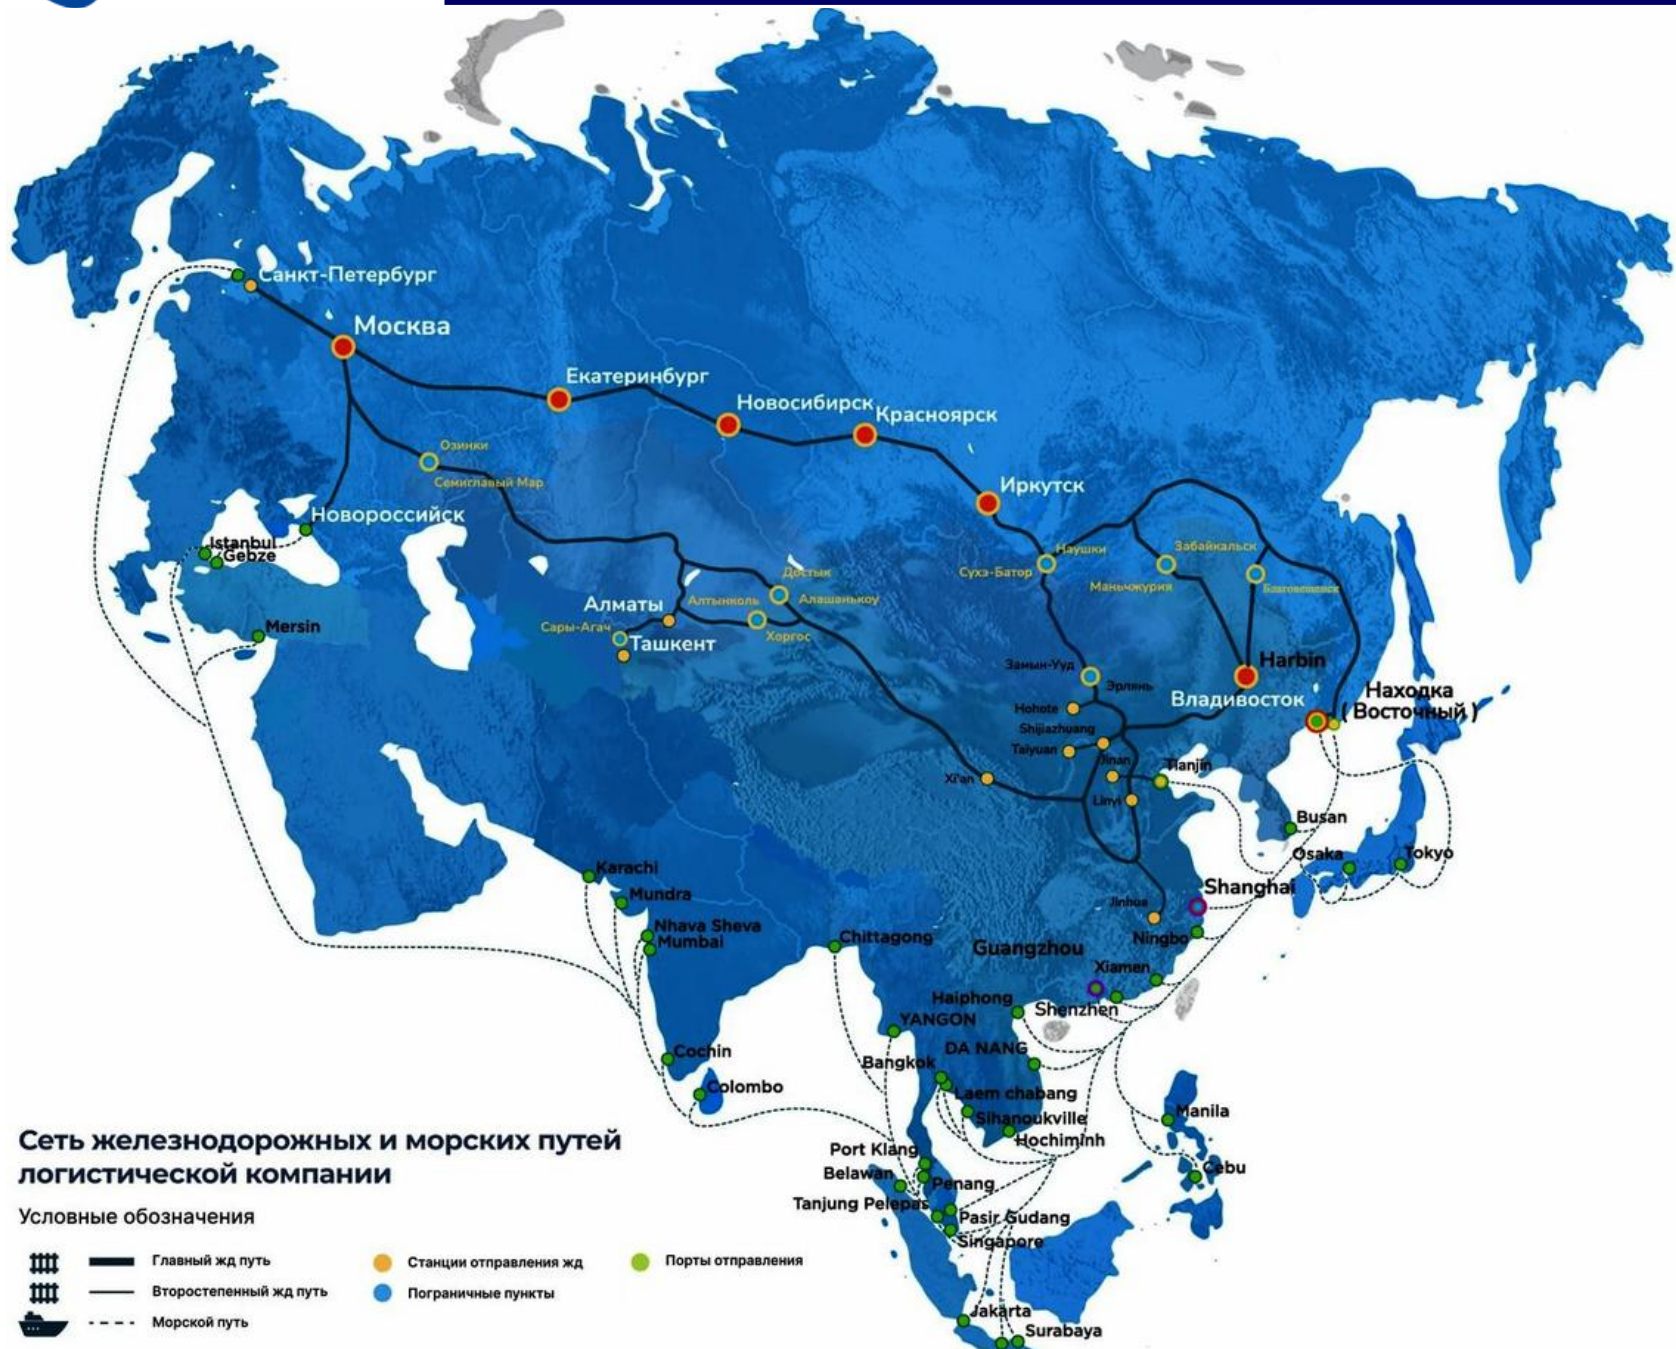 Санкт-Петербург
Москва
Екатеринбург
Новосибирск
Красноярск
Озинки
Семиславый Мар
Иркутск
Новороссийск
Istanbul
Gebze
Наушки
Забайкальск
Сухэ-Батор
Маньчжурия
Благовещенск
Достык
Алматы
Алтынколь
Алашанькоу
Mersin
Сары-Агач
Хоргос
Ташкент
Замын-Ууд
Harbin
Эрлянь
Владивосток
Находка
( Восточный )
Hohote
Shijiazhuang
Taiyuan
Jinan
Tianjin
Xi'an
Linyi
Busan
Osaka
Tokyo
Karachi
Shanghai
Mundra
Jinhua
Nhava Sheva
Mumbai
Chittagong
Guangzhou
Ningbo
Xiamen
Haiphong
Shenzhen
YANGON
Cochin
DA NANG
Bangkok
Colombo
Laem chabang
Sihanoukville
Manila
Hochiminh
Port Klang
Belawan
Penang
Cebu
Tanjung Pelepas
Pasir Gudang
Singapore
Jakarta
Surabaya
Сеть железнодорожных и морских путей
логистической компании
Условные обозначения
Главный жд путь
Станции отправления жд
Порты отправления
Второстепенный жд путь
Пограничные пункты
Морской путь